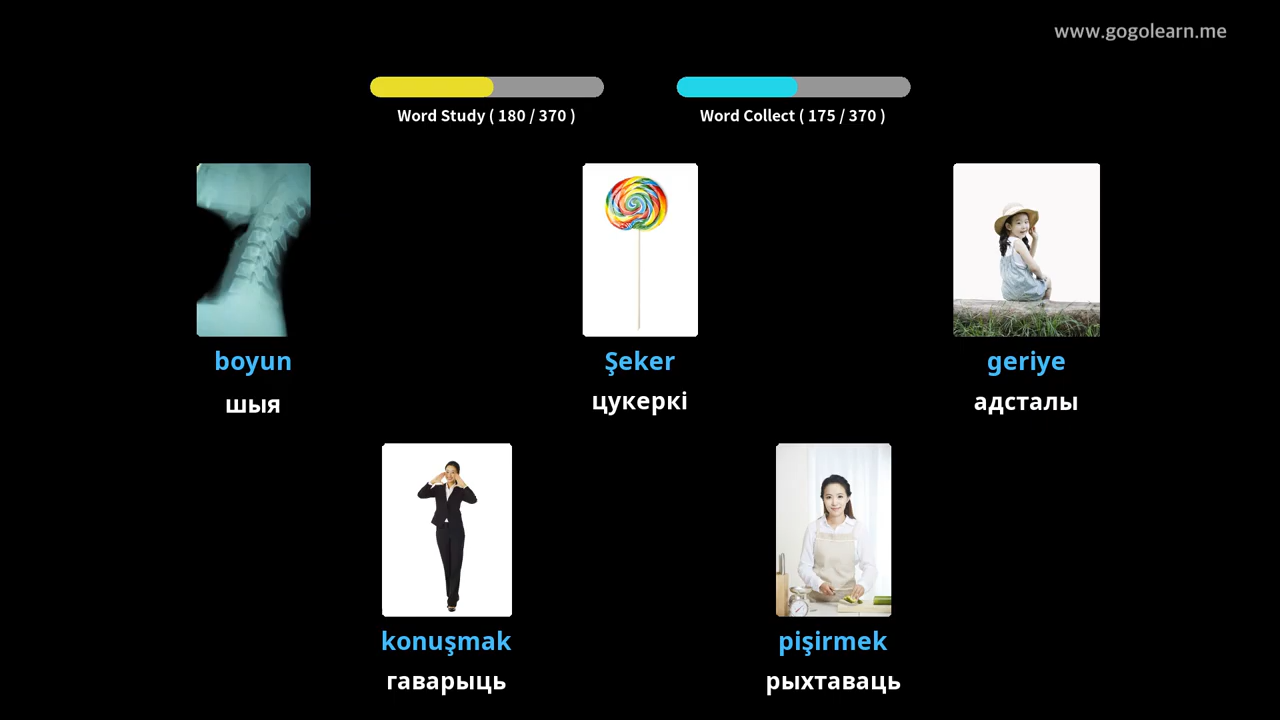 www.gogolearn.me
Word Study ( 180 / 370 )
Word Collect ( 175 / 370 )
boyun
шыя
Şeker
цукеркі
geriye
адсталы
konuşmak
гаварыць
pişirmek
рыхтаваць